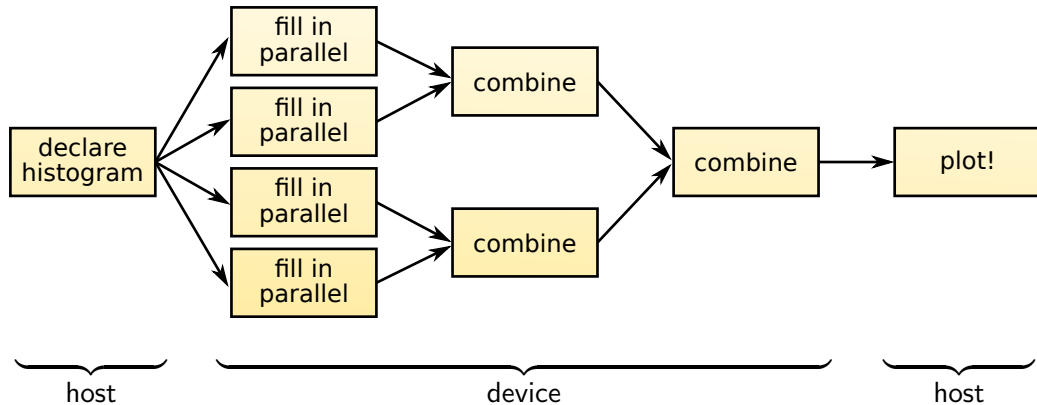 declare
histogram
fill in
parallel
fill in
parallel
fill in
parallel
fill in
parallel
combine
combine
combine
plot!
host
device
host